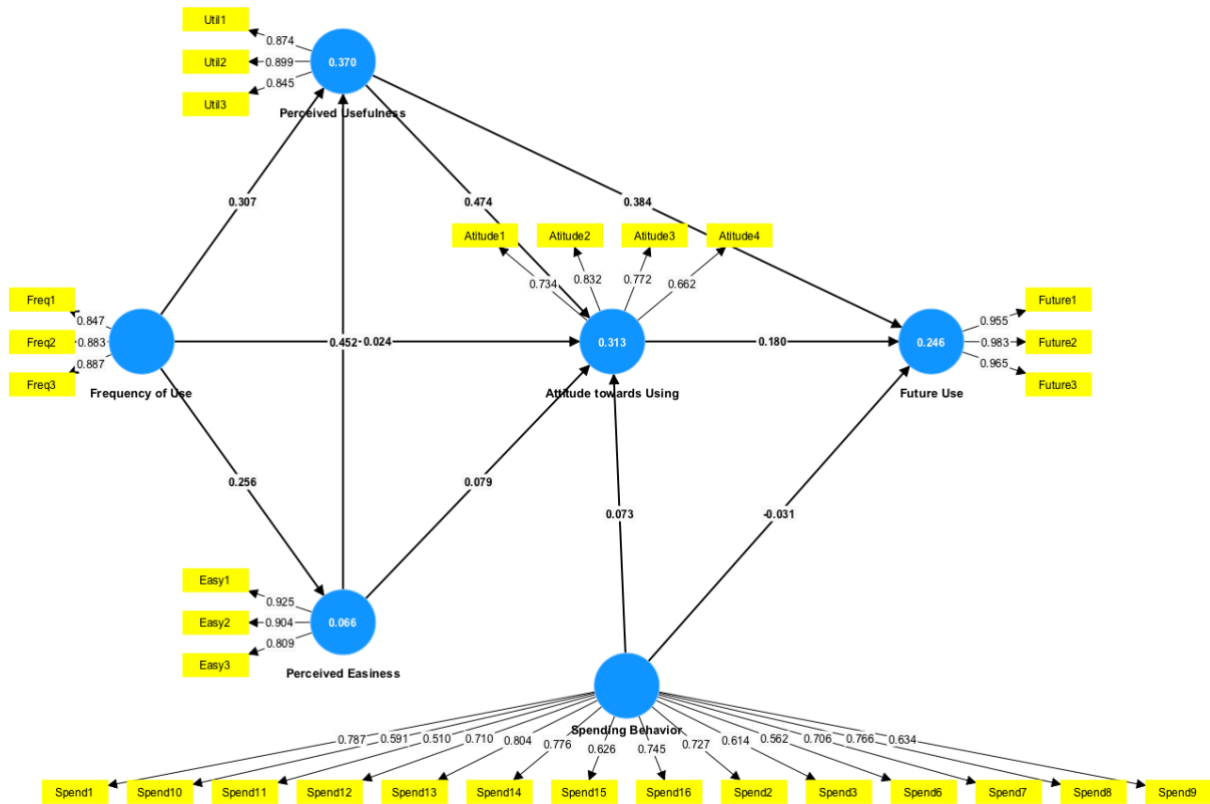 Util1
0.874
Util2
0.899
0.370
Util3
0.845
Perceived Usefulness
0.307
0.474
0.384
Atitude1
Atitude2
Atitude3
Atitude4
0.734
0.832
0.772
0.662
Freq1
0.847
Freq2
0.883
Freq3
0.887
Frequency of Use
0.452
0.024
0.313
Attitude towards Using
0.180
0.246
Future Use
Future1
0.955
Future2
0.983
Future3
0.965
0.256
0.079
0.073
-0.031
Easy1
0.925
Easy2
0.904
0.066
Easy3
0.809
Perceived Easiness
Spending Behavior
0.787
0.591
0.510
0.710
0.804
0.776
0.626
0.745
0.727
0.614
0.562
0.706
0.766
0.634
Spend1
Spend10
Spend11
Spend12
Spend13
Spend14
Spend15
Spend16
Spend2
Spend3
Spend6
Spend7
Spend8
Spend9